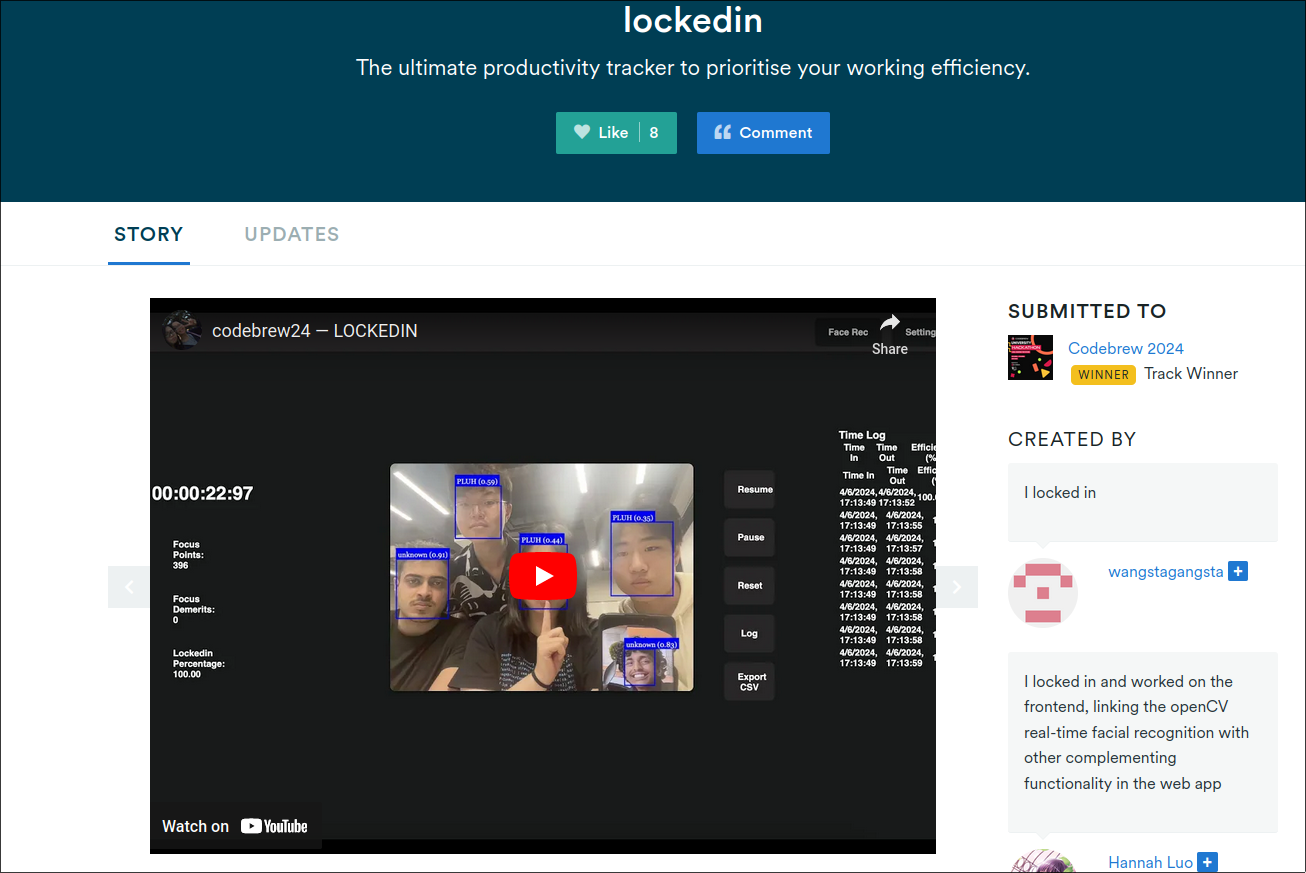 lockedin
The ultimate productivity tracker to prioritise your working efficiency.
Like 8
Comment
STORY
UPDATES
codebrew24 — LOCKEDIN
Face Rec
Setting
Share
00:00:22:97
Focus
Points:
396
Focus
Demerits:
0
Lockedin
Percentage:
100.00
PLUH (0.59)
PLUH (0.35)
PLUH (0.44)
unknown (0.91)
unknown (0.83)
Resume
Pause
Reset
Log
Export
CSV
Time Log
Time In Time Out Efficie (%
Time In Time Out Effic (
4/6/2024, 17:13:49 4/6/2024, 17:13:52 100.
4/6/2024, 17:13:49 4/6/2024, 17:13:55
4/6/2024, 17:13:49 4/6/2024, 17:13:57
4/6/2024, 17:13:49 4/6/2024, 17:13:58
4/6/2024, 17:13:49 4/6/2024, 17:13:58
4/6/2024, 17:13:49 4/6/2024, 17:13:58
4/6/2024, 17:13:49 4/6/2024, 17:13:58
4/6/2024, 17:13:49 4/6/2024, 17:13:59
Watch on YouTube
SUBMITTED TO
Codebrew 2024
WINNER Track Winner
CREATED BY
I locked in
wangstagangsta
I locked in and worked on the
frontend, linking the openCV
real-time facial recognition with
other complementing
functionality in the web app
Hannah Luo